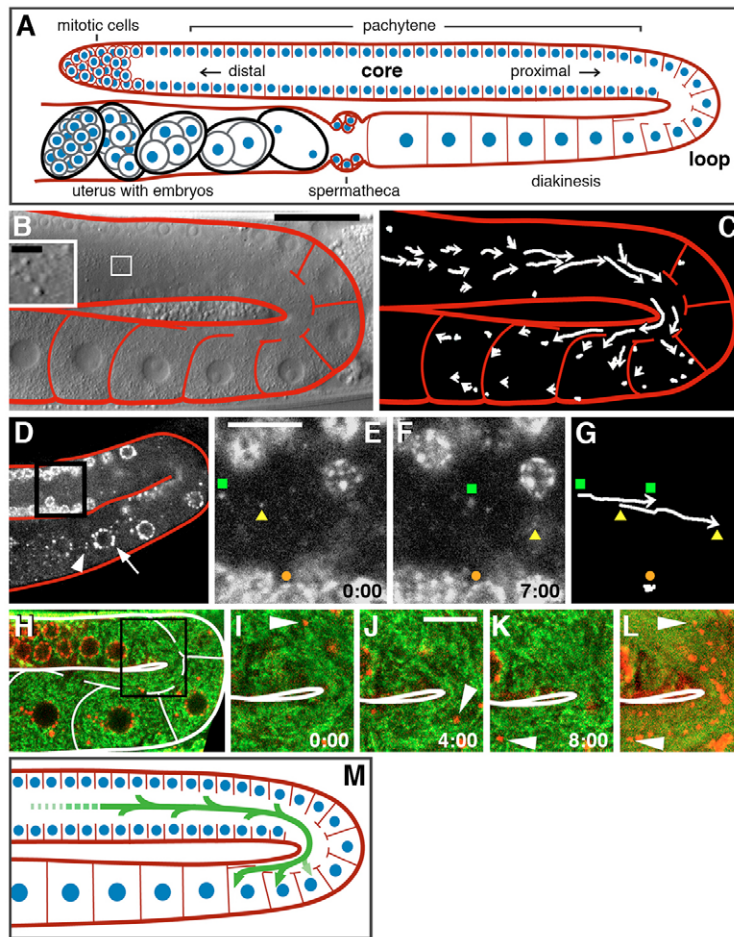 A
mitotic cells
pachytene
distal
core
proximal
loop
uterus with embryos
spermatheca
diakinesis
B
C
D
E
F
G
0:00
7:00
H
I
J
K
L
0:00
4:00
8:00
M